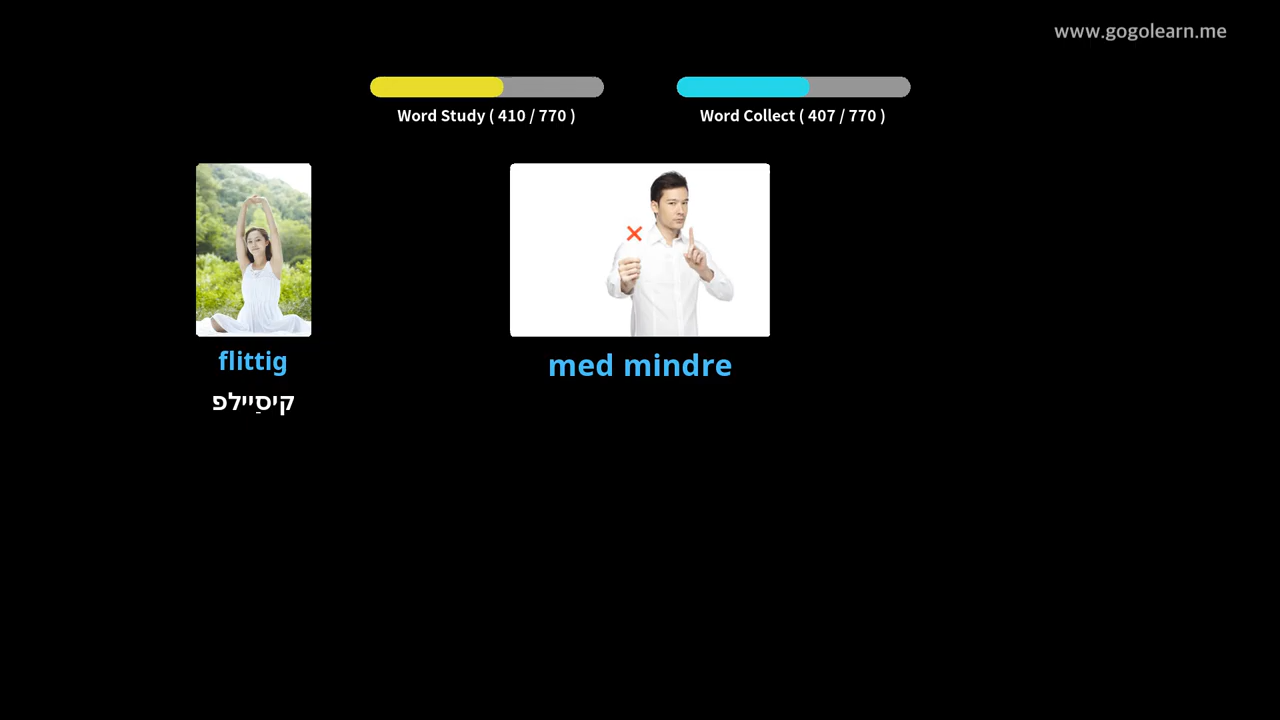 www.gogolearn.me
Word Study ( 410 / 770 )
Word Collect ( 407 / 770 )
flittig
קיסַיילפ
med mindre